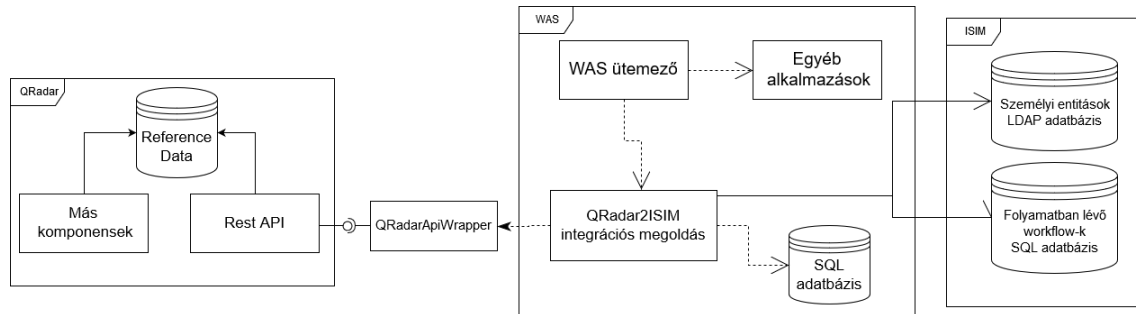 QRadar
Reference
Data
Más
komponensek
Rest API
QRadarApiWrapper
WAS
WAS ütemező
Egyéb
alkalmazások
QRadar2ISIM
integrációs megoldás
SQL
adatbázis
ISIM
Személyi entitások
LDAP adatbázis
Folyamatban lévő
workflow-k
SQL adatbázis